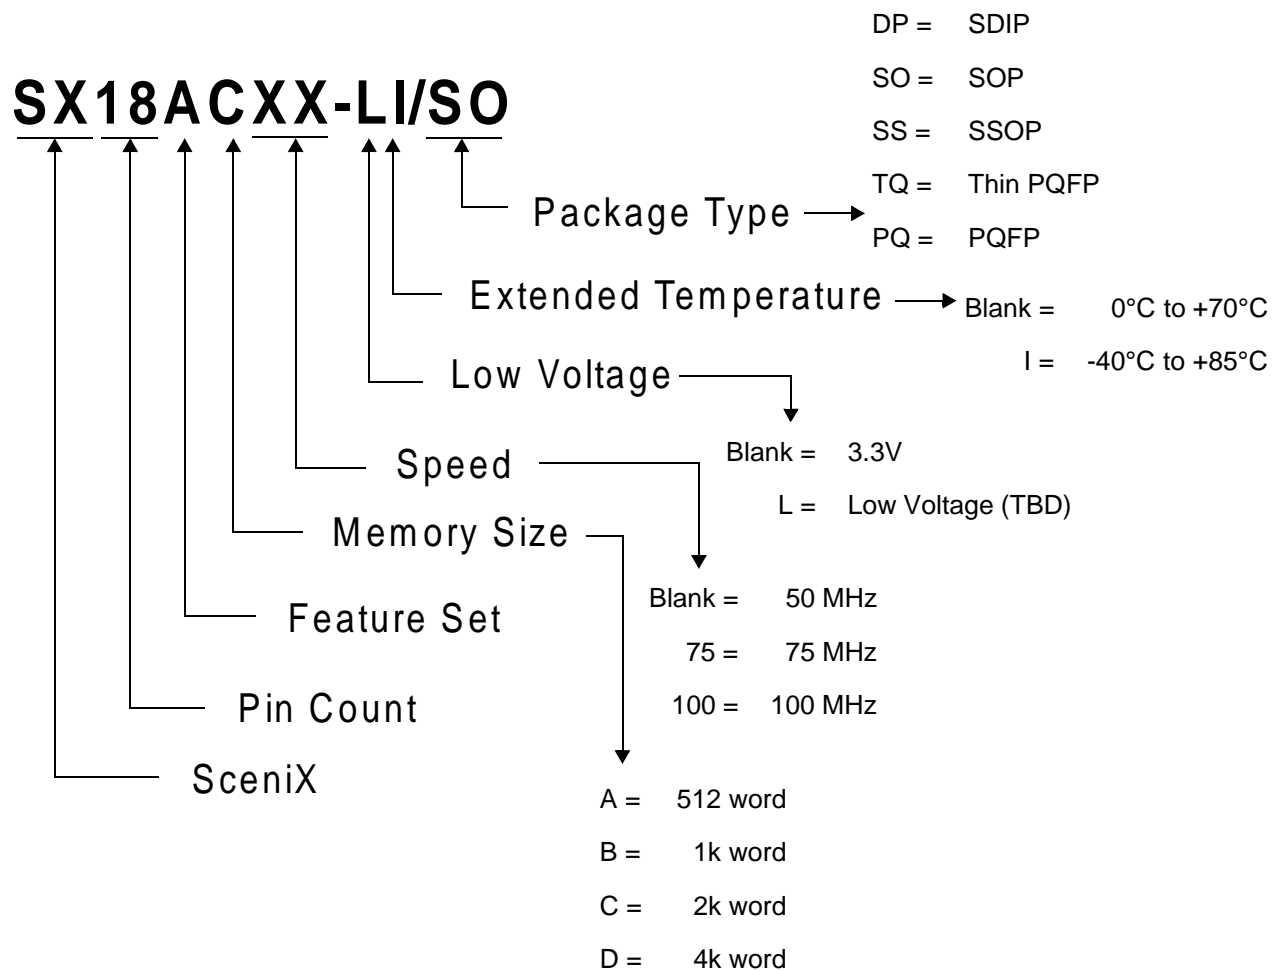 SX18ACXX-LI/SO
DP = SDIP
SO = SOP
SS = SSOP
TQ = Thin PQFP
PQ = PQFP
Package Type
Extended Temperature
Blank = 0°C to +70°C
I = -40°C to +85°C
Low Voltage
Blank = 3.3V
L = Low Voltage (TBD)
Speed
Blank = 50 MHz
75 = 75 MHz
100 = 100 MHz
Memory Size
A = 512 word
B = 1k word
C = 2k word
D = 4k word
Feature Set
Pin Count
SceniX